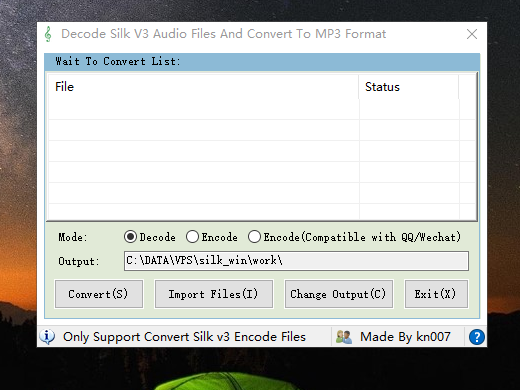 Decode Silk V3 Audio Files And Convert To MP3 Format
Wait To Convert List:
File Status
Mode: Decode Encode Encode(Compatible with QQ/Wechat)
Output: C:\DATA\VPS\silk_win\work\
Convert(S) Import Files(I) Change Output(C) Exit(X)
Only Support Convert Silk v3 Encode Files Made By kn007 ?